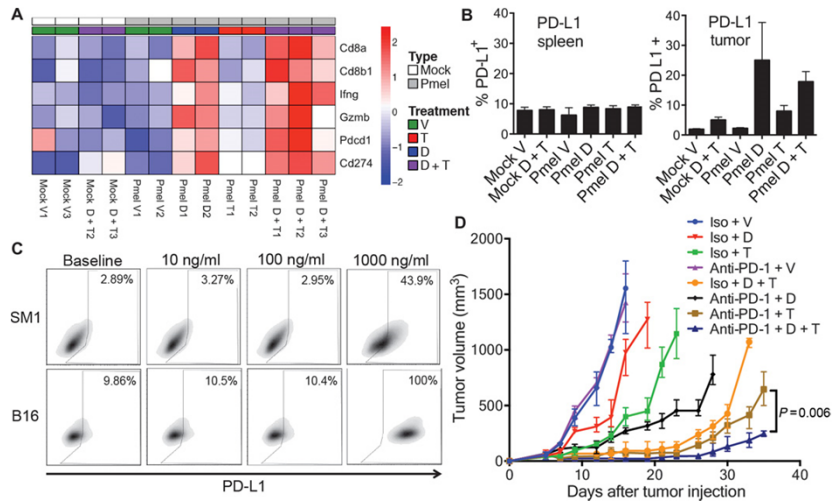 A
Cd8a
Cd8b1
Ifng
Gzmb
Pdcd1
Cd274
Mock V1
Mock V3
Mock D + T2
Mock D + T3
Pmel V1
Pmel V2
Pmel D1
Pmel D2
Pmel T1
Pmel T2
Pmel D + T1
Pmel D + T2
Pmel D + T3
2
1
0
−1
−2
Type
Mock
Pmel
Treatment
V
T
D
D + T
B
PD-L1
spleen
% PD-L1+
40
30
20
10
0
Mock V
Mock D + T
Pmel V
Pmel D
Pmel T
Pmel D + T
PD-L1
tumor
% PD L1 +
40
30
20
10
0
Mock V
Mock D + T
Pmel V
Pmel D
Pmel T
Pmel D + T
C
Baseline
10 ng/ml
100 ng/ml
1000 ng/ml
SM1
2.89%
3.27%
2.95%
43.9%
B16
9.86%
10.5%
10.4%
100%
PD-L1
D
Iso + V
Iso + D
Iso + T
Anti-PD-1 + V
Iso + D + T
Anti-PD-1 + D
Anti-PD-1 + T
Anti-PD-1 + D + T
Tumor volume (mm3)
2000
1500
1000
500
0
P = 0.006
0
10
20
30
40
Days after tumor injection